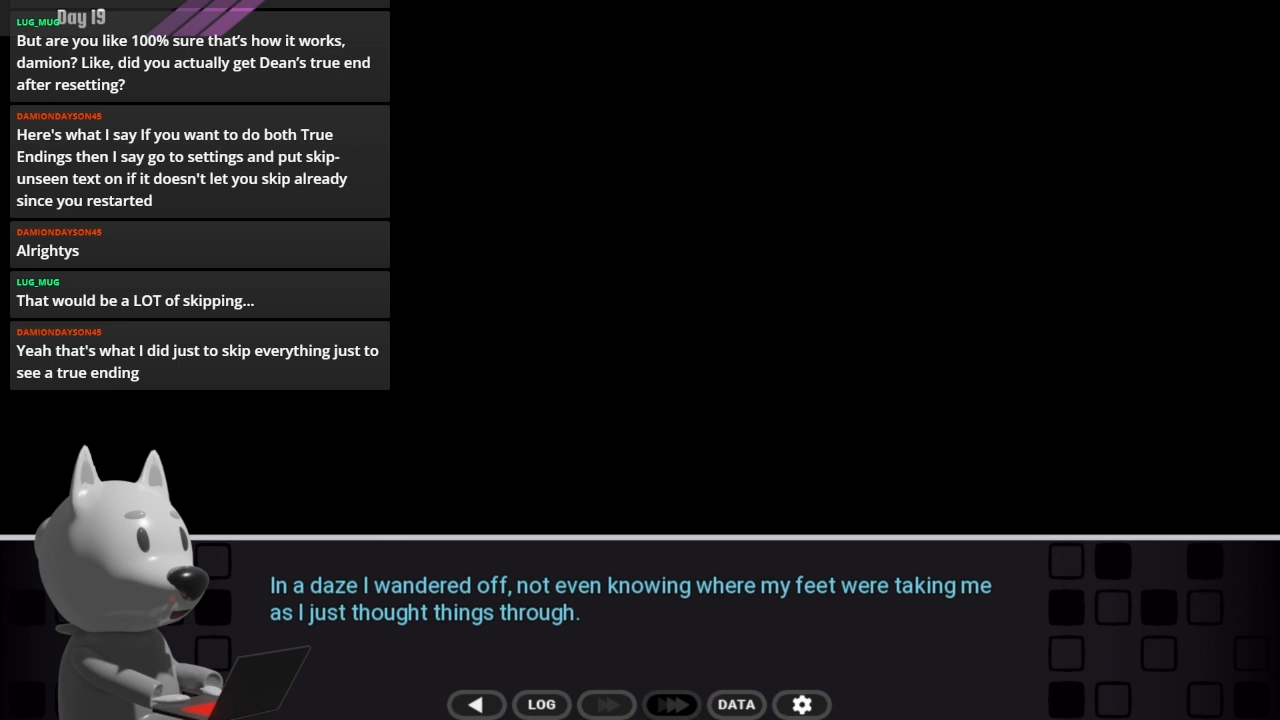 Day 19
LUG_MUG
But are you like 100% sure that's how it works,
damion? Like, did you actually get Dean's true end
after resetting?
DAMIONDAYSON45
Here's what I say If you want to do both True
Endings then I say go to settings and put skip-
unseen text on if it doesn't let you skip already
since you restarted
DAMIONDAYSON45
Alrightys
LUG_MUG
That would be a LOT of skipping...
DAMIONDAYSON45
Yeah that's what I did just to skip everything just to
see a true ending
In a daze I wandered off, not even knowing where my feet were taking me
as I just thought things through.
LOG
DATA